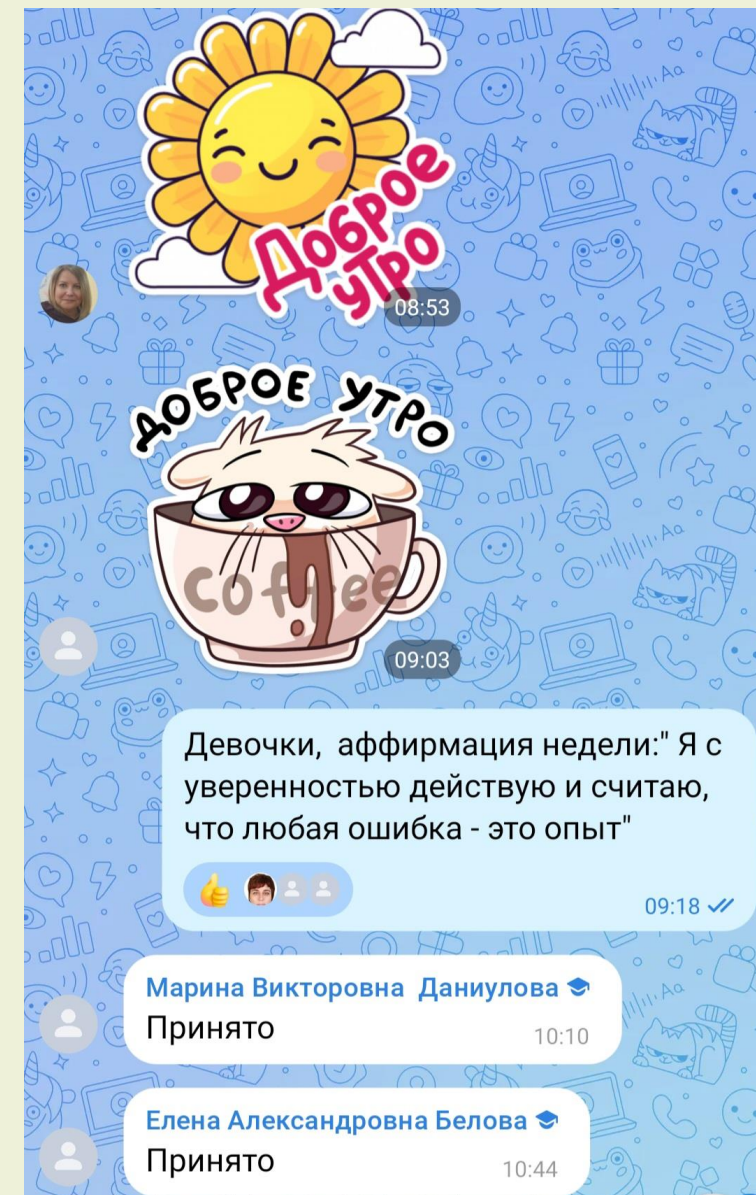 Доброе
утро
08:53
ДОБРОЕ УТРО
coffee
09:03
Девочки, аффирмация недели:" Я с
уверенностью действую и считаю,
что любая ошибка - это опыт"
09:18
Марина Викторовна Даниулова
Принято
10:10
Елена Александровна Белова
Принято
10:44